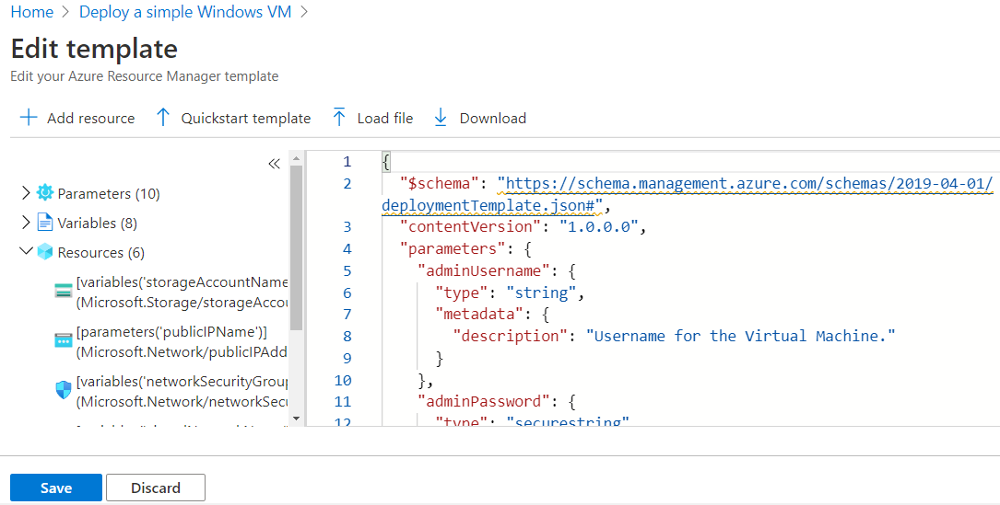 Home > Deploy a simple Windows VM >
Edit template
Edit your Azure Resource Manager template
Add resource Quickstart template Load file Download
Parameters (10)
Variables (8)
Resources (6)
[variables('storageAccountName
(Microsoft.Storage/storageAccou
[parameters('publicIPName')]
(Microsoft.Network/publicIPAdd
[variables('networkSecurityGroup
(Microsoft.Network/networkSecu
1 {
2 "$schema": "https://schema.management.azure.com/schemas/2019-04-01/
deploymentTemplate.json#",
3 "contentVersion": "1.0.0.0",
4 "parameters": {
5 "adminUsername": {
6 "type": "string",
7 "metadata": {
8 "description": "Username for the Virtual Machine."
9 }
10 },
11 "adminPassword": {
12 "type": "securestring"
Save Discard